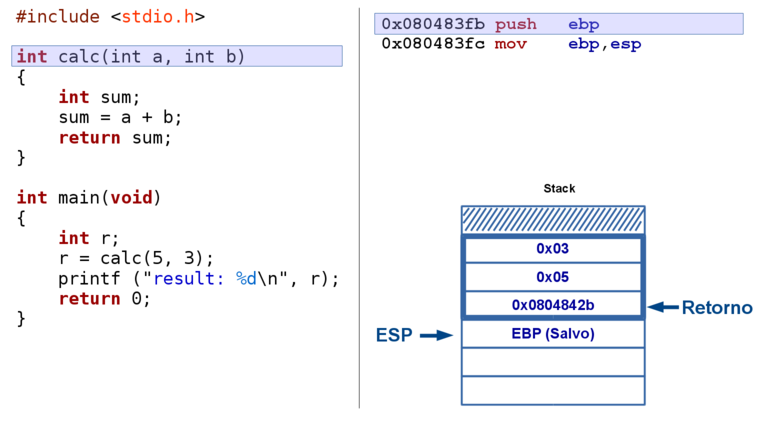 #include <stdio.h>
int calc(int a, int b)
{
    int sum;
    sum = a + b;
    return sum;
}
int main(void)
{
    int r;
    r = calc(5, 3);
    printf ("result: %d\n", r);
    return 0;
}
0x080483fb push ebp
0x080483fc mov ebp,esp
Stack
0x03
0x05
0x0804842b
Retorno
ESP
EBP (Salvo)